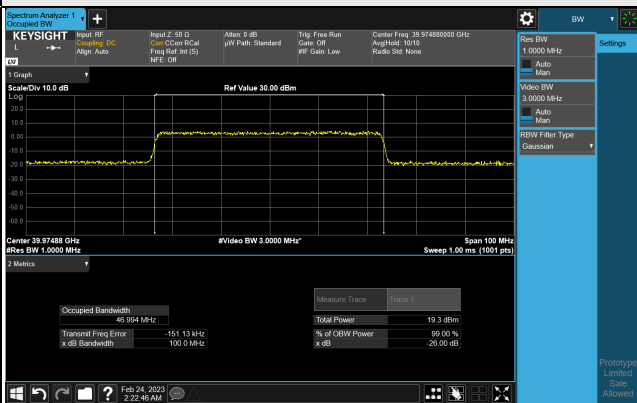 Spectrum Analyzer 1
Occupied BW
+
BW
KEYSIGHT
L
LXI
Input: RF
Coupling: DC
Align: Auto
Input Z: 50 Ω
Corr CCorr RCal
Freq Ref: Int (S)
NFE: Off
Atten: 0 dB
µW Path: Standard
Trig: Free Run
Gate: Off
#IF Gain: Low
Center Freq: 39.974880000 GHz
Avg|Hold: 10/10
Radio Std: None
Res BW
1.0000 MHz
Auto
Man
Video BW
3.0000 MHz
Auto
Man
RBW Filter Type
Gaussian
Settings
1 Graph
Scale/Div 10.0 dB
Ref Value 30.00 dBm
Log
20.0
10.0
0.00
-10.0
-20.0
-30.0
-40.0
-50.0
-60.0
Center 39.97488 GHz
#Video BW 3.0000 MHz*
Span 100 MHz
#Res BW 1.0000 MHz
Sweep 1.00 ms (1001 pts)
2 Metrics
Measure Trace
Trace 1
Occupied Bandwidth
46.994 MHz
Total Power
19.3 dBm
Transmit Freq Error
-151.13 kHz
% of OBW Power
99.00 %
x dB Bandwidth
100.0 MHz
x dB
-26.00 dB
Prototype
Limited
Sale
Allowed
?
Feb 24, 2023
2:22:46 AM